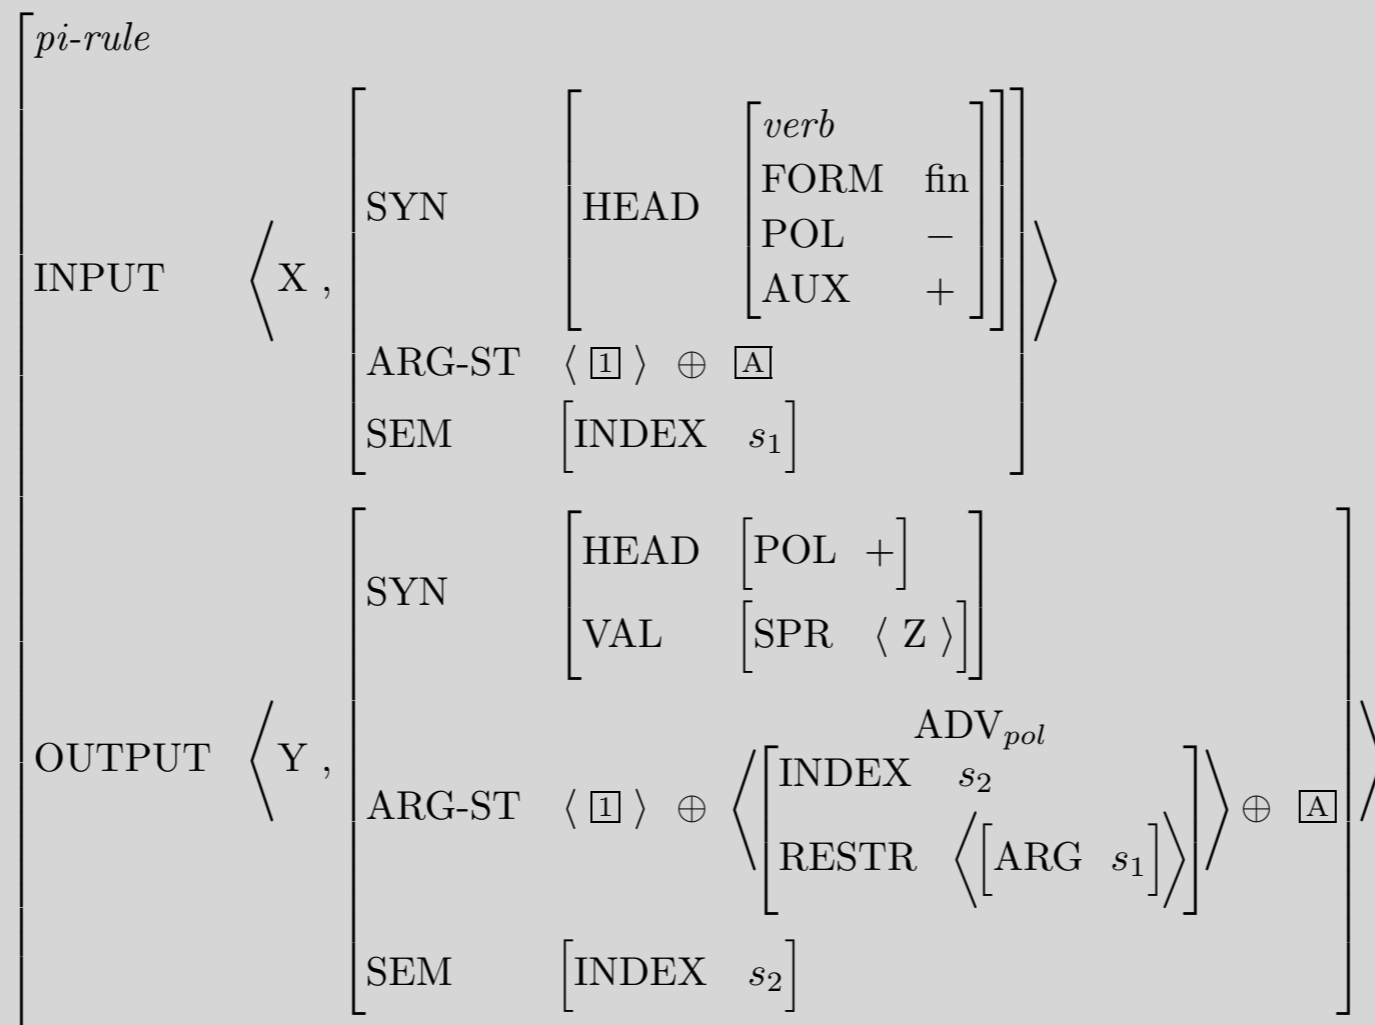 pi-rule
verb
FORM fin
SYN HEAD POL −
AUX +
INPUT ⟨ X ,
ARG-ST ⟨ 1 ⟩ ⊕ A
SEM [INDEX s1] ⟩
HEAD [POL +]
SYN
VAL [SPR ⟨ Z ⟩]
ADVpol
OUTPUT ⟨ Y , INDEX s2
ARG-ST ⟨ 1 ⟩ ⊕ ⟨ ⟩ ⊕ A ⟩
RESTR ⟨[ARG s1]⟩
SEM [INDEX s2]